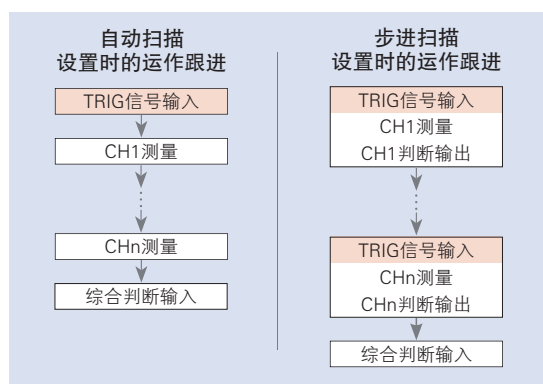 自动扫描
设置时的运作跟进
TRIG信号输入
CH1测量
CHn测量
综合判断输入
步进扫描
设置时的运作跟进
TRIG信号输入
CH1测量
CH1判断输出
TRIG信号输入
CHn测量
CHn判断输出
综合判断输入